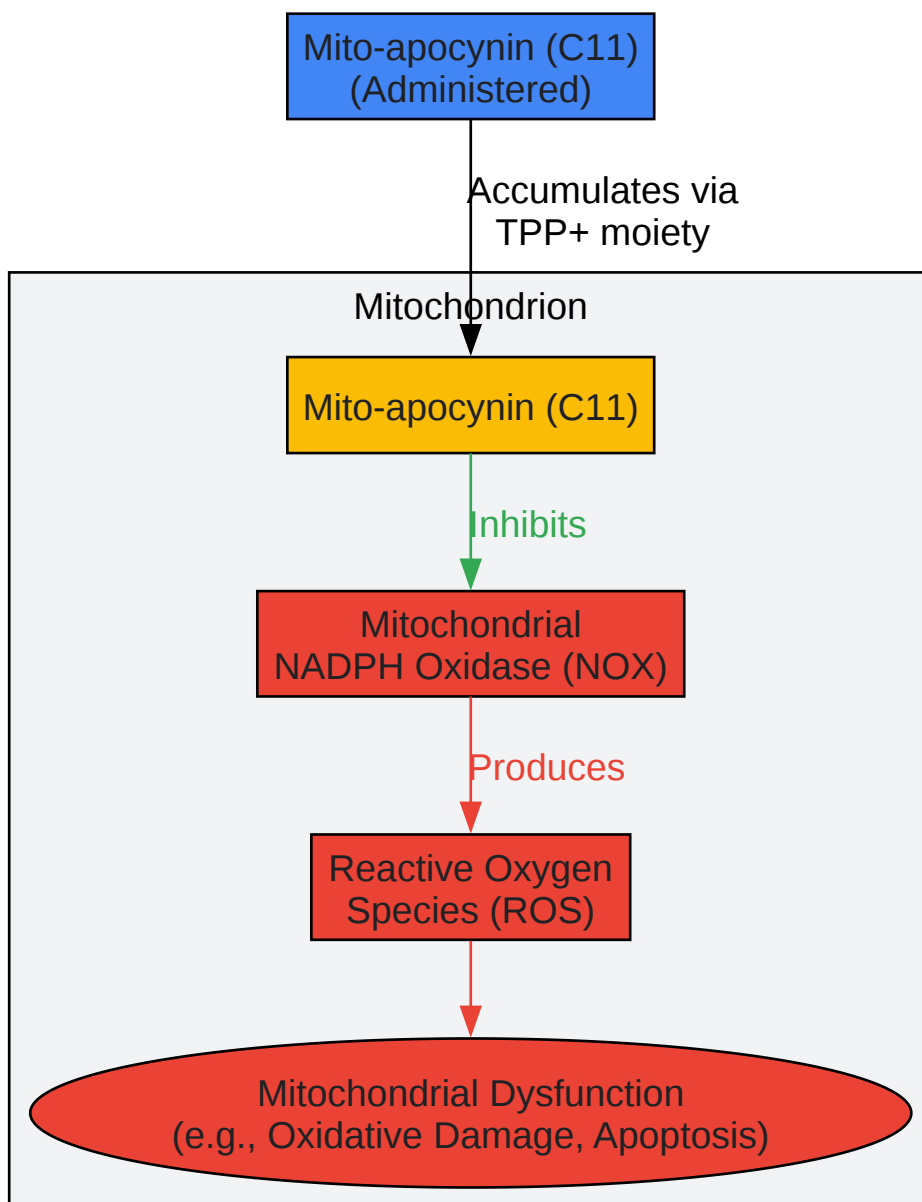 Mito-apocynin (C11)
(Administered)
Accumulates via
TPP+ moiety
Mitochondrion
Mito-apocynin (C11)
Inhibits
Mitochondrial
NADPH Oxidase (NOX)
Produces
Reactive Oxygen
Species (ROS)
Mitochondrial Dysfunction
(e.g., Oxidative Damage, Apoptosis)